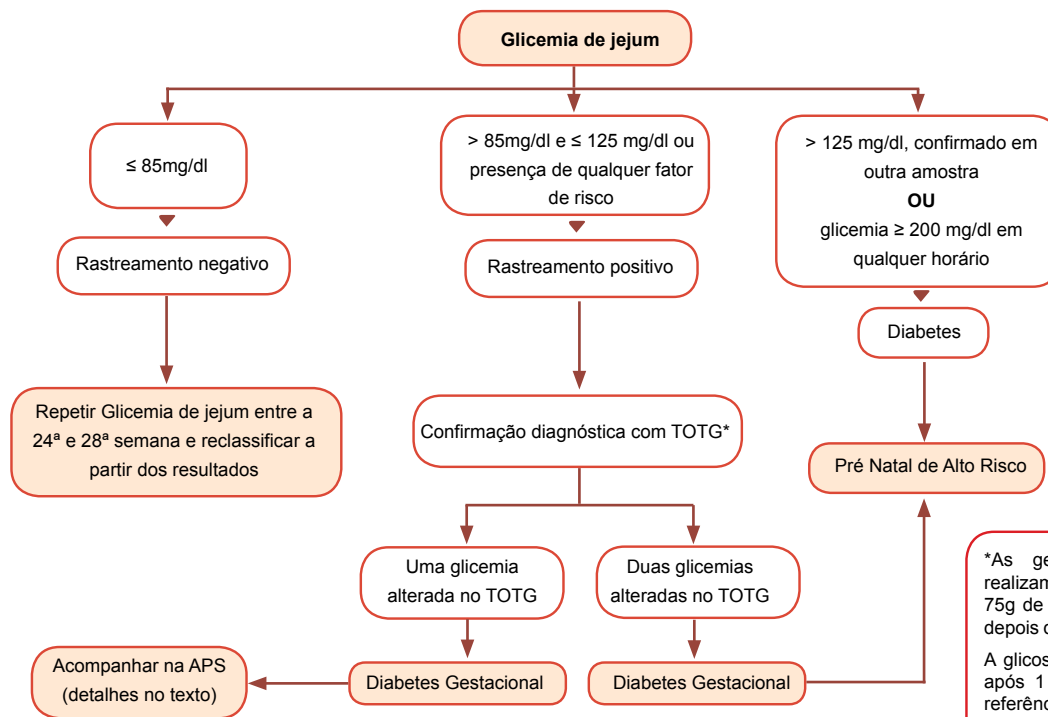 Glicemia de jejum
≤ 85mg/dl
> 85mg/dl e ≤ 125 mg/dl ou
presença de qualquer fator
de risco
> 125 mg/dl, confirmado em
outra amostra
OU
glicemia ≥ 200 mg/dl em
qualquer horário
Rastreamento negativo
Rastreamento positivo
Diabetes
Repetir Glicemia de jejum entre a
24ª e 28ª semana e reclassificar a
partir dos resultados
Confirmação diagnóstica com TOTG*
Pré Natal de Alto Risco
Uma glicemia
alterada no TOTG
Duas glicemias
alteradas no TOTG
Acompanhar na APS
(detalhes no texto)
Diabetes Gestacional
Diabetes Gestacional
*As
75g de
depois
A
após 1